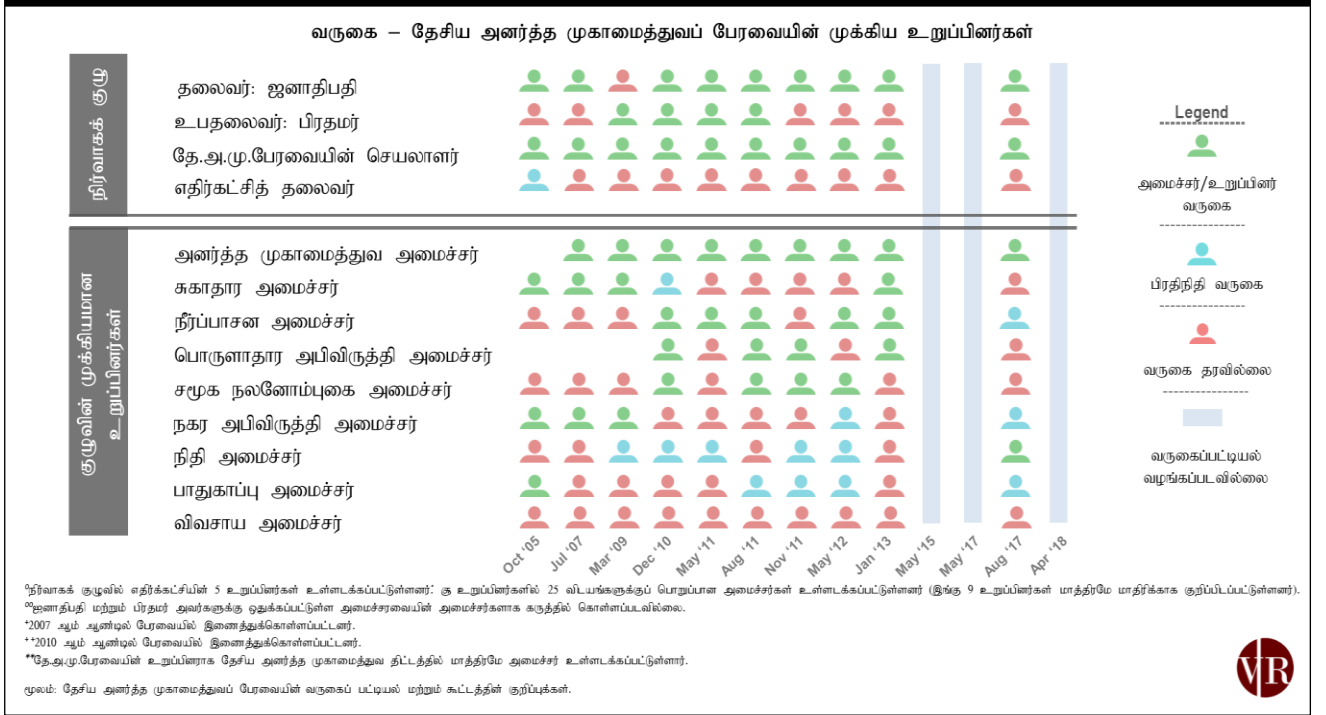 வருகை – தேசிய அனர்த்த முகாமைத்துவப் பேரவையின் முக்கிய உறுப்பினர்கள்
நிர்வாகக் குழு
தலைவர்: ஜனாதிபதி
உபதலைவர்: பிரதமர்
தே.அ.மு.பேரவையின் செயலாளர்
எதிர்கட்சித் தலைவர்
குழுவின் முக்கியமான
உறுப்பினர்கள்
அனர்த்த முகாமைத்துவ அமைச்சர்
சுகாதார அமைச்சர்
நீர்ப்பாசன அமைச்சர்
பொருளாதார அபிவிருத்தி அமைச்சர்
சமூக நலனோம்புகை அமைச்சர்
நகர அபிவிருத்தி அமைச்சர்
நிதி அமைச்சர்
பாதுகாப்பு அமைச்சர்
விவசாய அமைச்சர்
Oct '05
Jul '07
Mar '09
Dec '10
May '11
Aug '11
Nov '11
May '12
Jan '13
May '15
May '17
Aug '17
Apr '18
Legend
அமைச்சர்/உறுப்பினர்
வருகை
பிரதிநிதி வருகை
வருகை தரவில்லை
வருகைப்பட்டியல்
வழங்கப்படவில்லை
⁰நிர்வாகக் குழுவில் எதிர்க்கட்சியின் 5 உறுப்பினர்கள் உள்ளடக்கப்பட்டுள்ளனர்: கு உறுப்பினர்களில் 25 விடயங்களுக்குப் பொறுப்பான அமைச்சர்கள் உள்ளடக்கப்பட்டுள்ளனர் (இங்கு 9 உறுப்பினர்கள் மாத்திரமே மாதிரிக்காக குறிப்பிடப்பட்டுள்ளனர்).
⁰⁰ஜனாதிபதி மற்றும் பிரதமர் அவர்களுக்கு ஒதுக்கப்பட்டுள்ள அமைச்சரவையின் அமைச்சர்களாக கருத்தில் கொள்ளப்படவில்லை.
⁺2007 ஆம் ஆண்டில் பேரவையில் இணைத்துக்கொள்ளப்பட்டனர்.
⁺⁺2010 ஆம் ஆண்டில் பேரவையில் இணைத்துக்கொள்ளப்பட்டனர்.
**தே.அ.மு.பேரவையின் உறுப்பினராக தேசிய அனர்த்த முகாமைத்துவ திட்டத்தில் மாத்திரமே அமைச்சர் உள்ளடக்கப்பட்டுள்ளார்.
மூலம்: தேசிய அனர்த்த முகாமைத்துவப் பேரவையின் வருகைப் பட்டியல் மற்றும் கூட்டத்தின் குறிப்புக்கள்.
VR